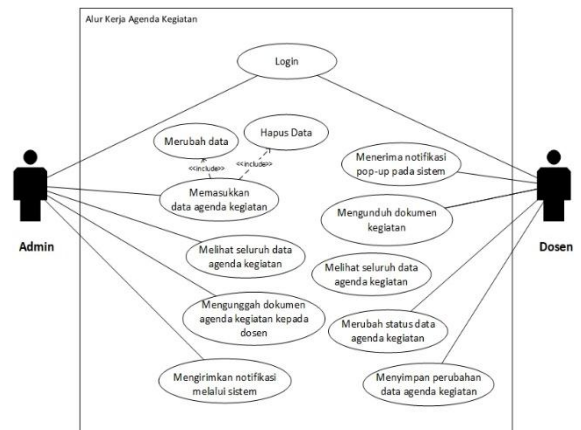 Alur Kerja Agenda Kegiatan
Login
Merubah data
Hapus Data
<<include>>
<<include>>
Memasukkan
data agenda kegiatan
Menerima notifikasi
pop-up pada sistem
Mengunduh dokumen
kegiatan
Admin
Dosen
Melihat seluruh data
agenda kegiatan
Melihat seluruh data
agenda kegiatan
Mengunggah dokumen
agenda kegiatan kepada
dosen
Merubah status data
agenda kegiatan
Mengirimkan notifikasi
melalui sistem
Menyimpan perubahan
data agenda kegiatan